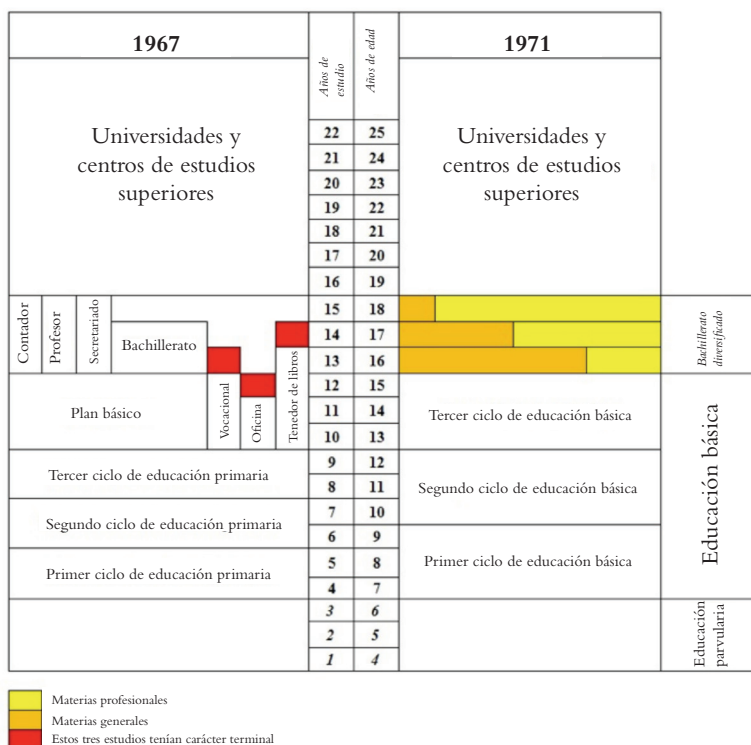 1967
Años de
estudio
Años de edad
1971
Universidades y
centros de estudios
superiores
22 25
21 24
20 23
19 22
18 21
17 20
16 19
Universidades y
centros de estudios
superiores
Contador
Profesor
Secretariado
Bachillerato
15 18
14 17
13 16
Bachillerato
diversificado
Plan básico
Vocacional
Oficina
Tenedor de libros
12 15
11 14
10 13
Tercer ciclo de educación básica
Educación básica
Tercer ciclo de educación primaria
9 12
8 11
Segundo ciclo de educación básica
Segundo ciclo de educación primaria
7 10
6 9
Primer ciclo de educación primaria
5 8
4 7
Primer ciclo de educación básica
3 6
2 5
1 4
Educación
parvularia
Materias profesionales
Materias generales
Estos tres estudios tenían carácter terminal